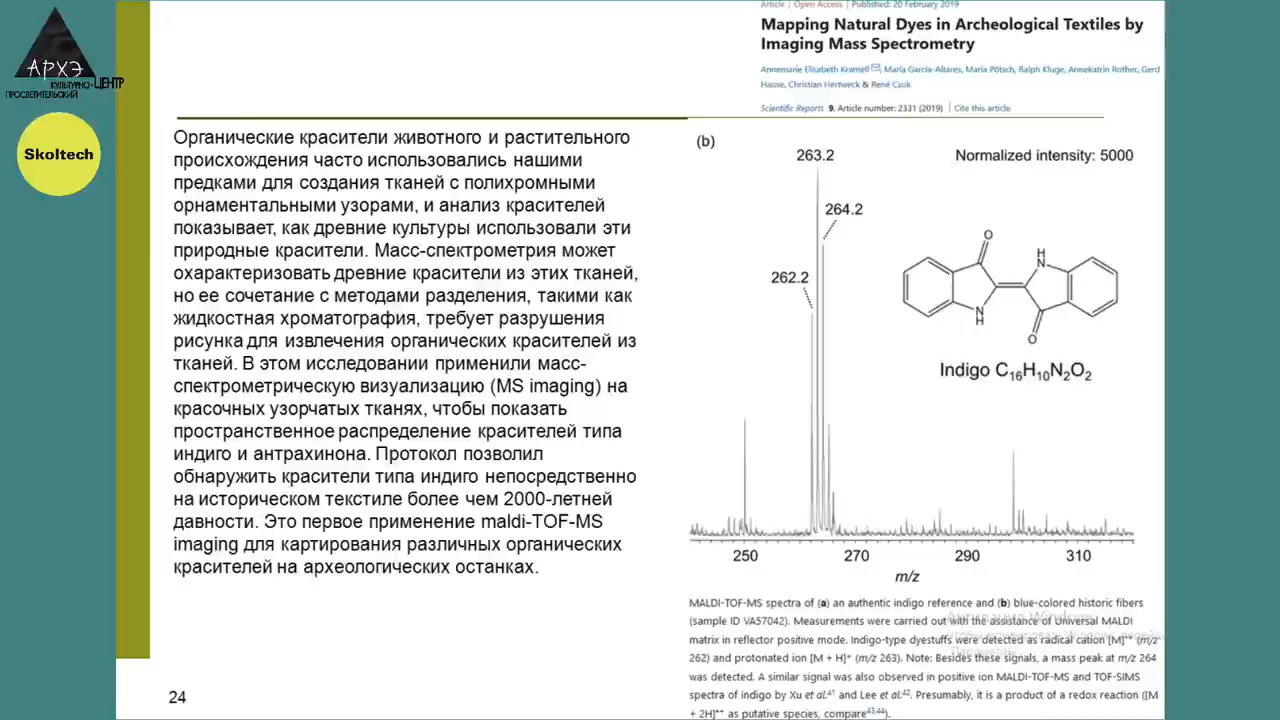 АРХЭ
КУЛЬТУРНО-ЦЕНТР
ПРОСВЕТИТЕЛЬСКИЙ
Skoltech
Органические красители животного и растительного
происхождения часто использовались нашими
предками для создания тканей с полихромными
орнаментальными узорами, и анализ красителей
показывает, как древние культуры использовали эти
природные красители. Масс-спектрометрия может
охарактеризовать древние красители из этих тканей,
но ее сочетание с методами разделения, такими как
жидкостная хроматография, требует разрушения
рисунка для извлечения органических красителей из
тканей. В этом исследовании применили масс-
спектрометрическую визуализацию (MS imaging) на
красочных узорчатых тканях, чтобы показать
пространственное распределение красителей типа
индиго и антрахинона. Протокол позволил
обнаружить красители типа индиго непосредственно
на историческом текстиле более чем 2000-летней
давности. Это первое применение maldi-TOF-MS
imaging для картирования различных органических
красителей на археологических останках.
24
Article | Open Access | Published: 20 February 2019
Mapping Natural Dyes in Archeological Textiles by
Imaging Mass Spectrometry
Annemarie Elisabeth Kramell, María García-Altares, Maria Pötsch, Ralph Kluge, Annekatrin Rother, Gerd
Hause, Christian Hertweck & René Csuk
Scientific Reports 9, Article number: 2331 (2019) | Cite this article
(b)
263.2
Normalized intensity: 5000
264.2
262.2
O
H
N
N
H
O
Indigo C16H10N2O2
250 270 290 310
m/z
MALDI-TOF-MS spectra of (a) an authentic indigo reference and (b) blue-colored historic fibers
(sample ID VA57042). Measurements were carried out with the assistance of Universal MALDI
matrix in reflector positive mode. Indigo-type dyestuffs were detected as radical cation [M]•+ (m/z
262) and protonated ion [M + H]+ (m/z 263). Note: Besides these signals, a mass peak at m/z 264
was detected. A similar signal was also observed in positive ion MALDI-TOF-MS and TOF-SIMS
spectra of indigo by Xu et al.41 and Lee et al.42. Presumably, it is a product of a redox reaction ([M
+ 2H]•+ as putative species, compare43,44).
Активация Windows